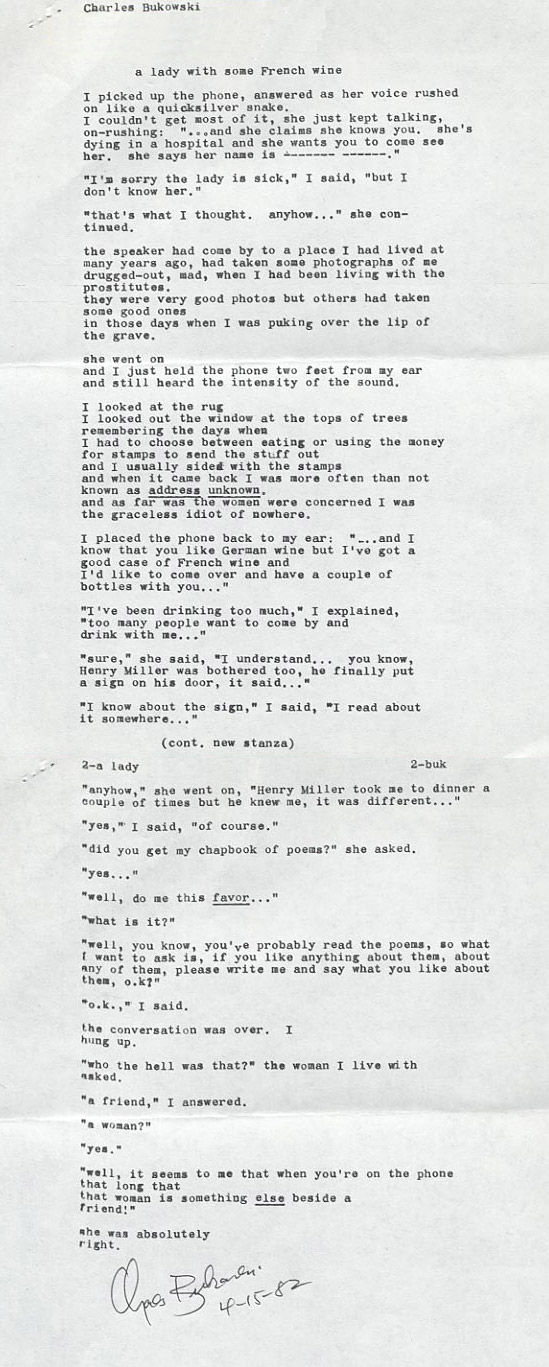 Charles Bukowski
a lady with some French wine
I picked up the phone, answered as her voice rushed
on like a quicksilver snake.
I couldn't get most of it, she just kept talking,
on-rushing: "...and she claims she knows you. she's
dying in a hospital and she wants you to come see
her. she says her name is ------- ------."
"I'm sorry the lady is sick," I said, "but I
don't know her."
"that's what I thought. anyhow..." she con-
tinued.
the speaker had come by to a place I had lived at
many years ago, had taken some photographs of me
drugged-out, mad, when I had been living with the
prostitutes.
they were very good photos but others had taken
some good ones
in those days when I was puking over the lip of
the grave.
she went on
and I just held the phone two feet from my ear
and still heard the intensity of the sound.
I looked at the rug
I looked out the window at the tops of trees
remembering the days when
I had to choose between eating or using the money
for stamps to send the stuff out
and I usually sided with the stamps
and when it came back I was more often than not
known as address unknown.
and as far was the women were concerned I was
the graceless idiot of nowhere.
I placed the phone back to my ear: "...and I
know that you like German wine but I've got a
good case of French wine and
I'd like to come over and have a couple of
bottles with you..."
"I've been drinking too much," I explained,
"too many people want to come by and
drink with me..."
"sure," she said, "I understand... you know,
Henry Miller was bothered too, he finally put
a sign on his door, it said..."
"I know about the sign," I said, "I read about
it somewhere..."
(cont. new stanza)
2-a lady 2-buk
"anyhow," she went on, "Henry Miller took me to dinner a
couple of times but he knew me, it was different..."
"yes," I said, "of course."
"did you get my chapbook of poems?" she asked.
"yes..."
"well, do me this favor..."
"what is it?"
"well, you know, you've probably read the poems, so what
I want to ask is, if you like anything about them, about
any of them, please write me and say what you like about
them, o.k?"
"o.k.," I said.
the conversation was over. I
hung up.
"who the hell was that?" the woman I live with
asked.
"a friend," I answered.
"a woman?"
"yes."
"well, it seems to me that when you're on the phone
that long that
that woman is something else beside a
friend!"
she was absolutely
right.
Charles Bukowski
4-15-82